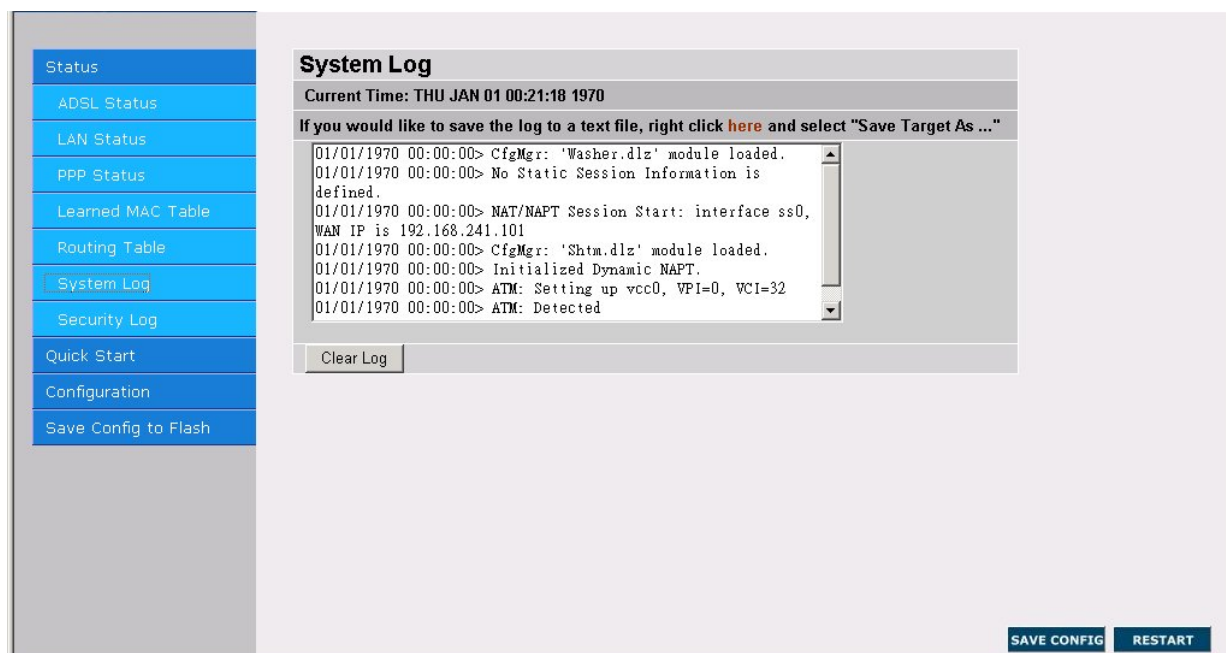 Status
ADSL Status
LAN Status
PPP Status
Learned MAC Table
Routing Table
System Log
Security Log
Quick Start
Configuration
Save Config to Flash
System Log
Current Time: THU JAN 01 00:21:18 1970
If you would like to save the log to a text file, right click here and select "Save Target As ..."
01/01/1970 00:00:00> CfgMgr: 'Washer.dlz' module loaded.
01/01/1970 00:00:00> No Static Session Information is
defined.
01/01/1970 00:00:00> NAT/NAPT Session Start: interface ss0,
WAN IP is 192.168.241.101
01/01/1970 00:00:00> CfgMgr: 'Shtm.dlz' module loaded.
01/01/1970 00:00:00> Initialized Dynamic NAPT.
01/01/1970 00:00:00> ATM: Setting up vcc0, VPI=0, VCI=32
01/01/1970 00:00:00> ATM: Detected
Clear Log
SAVE CONFIG
RESTART